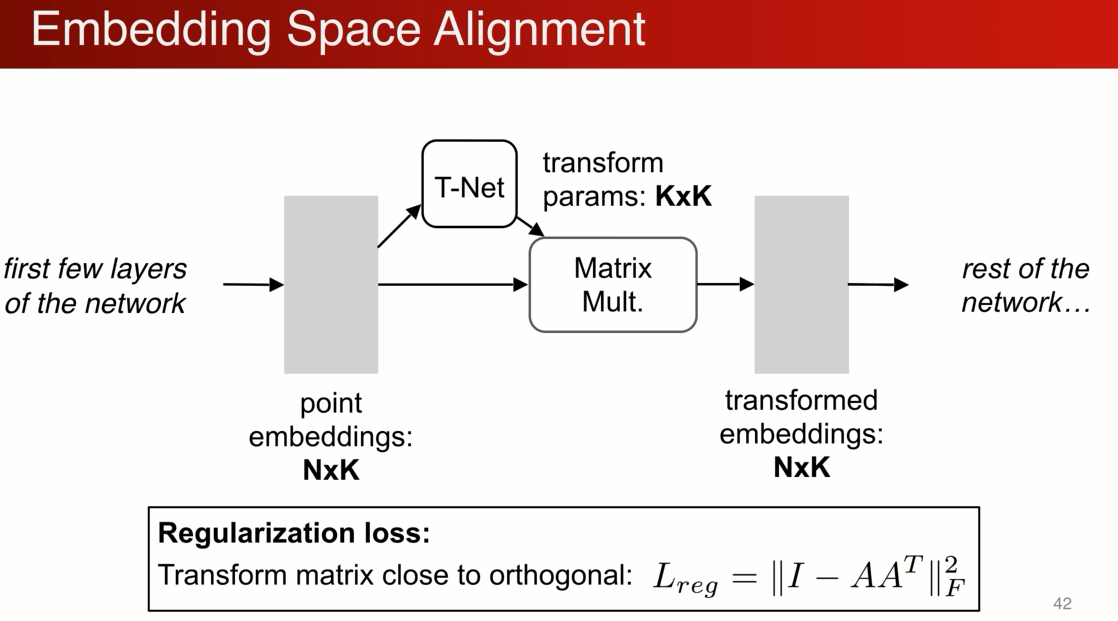 Embedding Space Alignment
T-Net
transform
params: KxK
first few layers
of the network
Matrix
Mult.
rest of the
network…
point
embeddings:
NxK
transformed
embeddings:
NxK
Regularization loss:
Transform matrix close to orthogonal: L_{reg} = \|I - AA^T\|_F^2
42